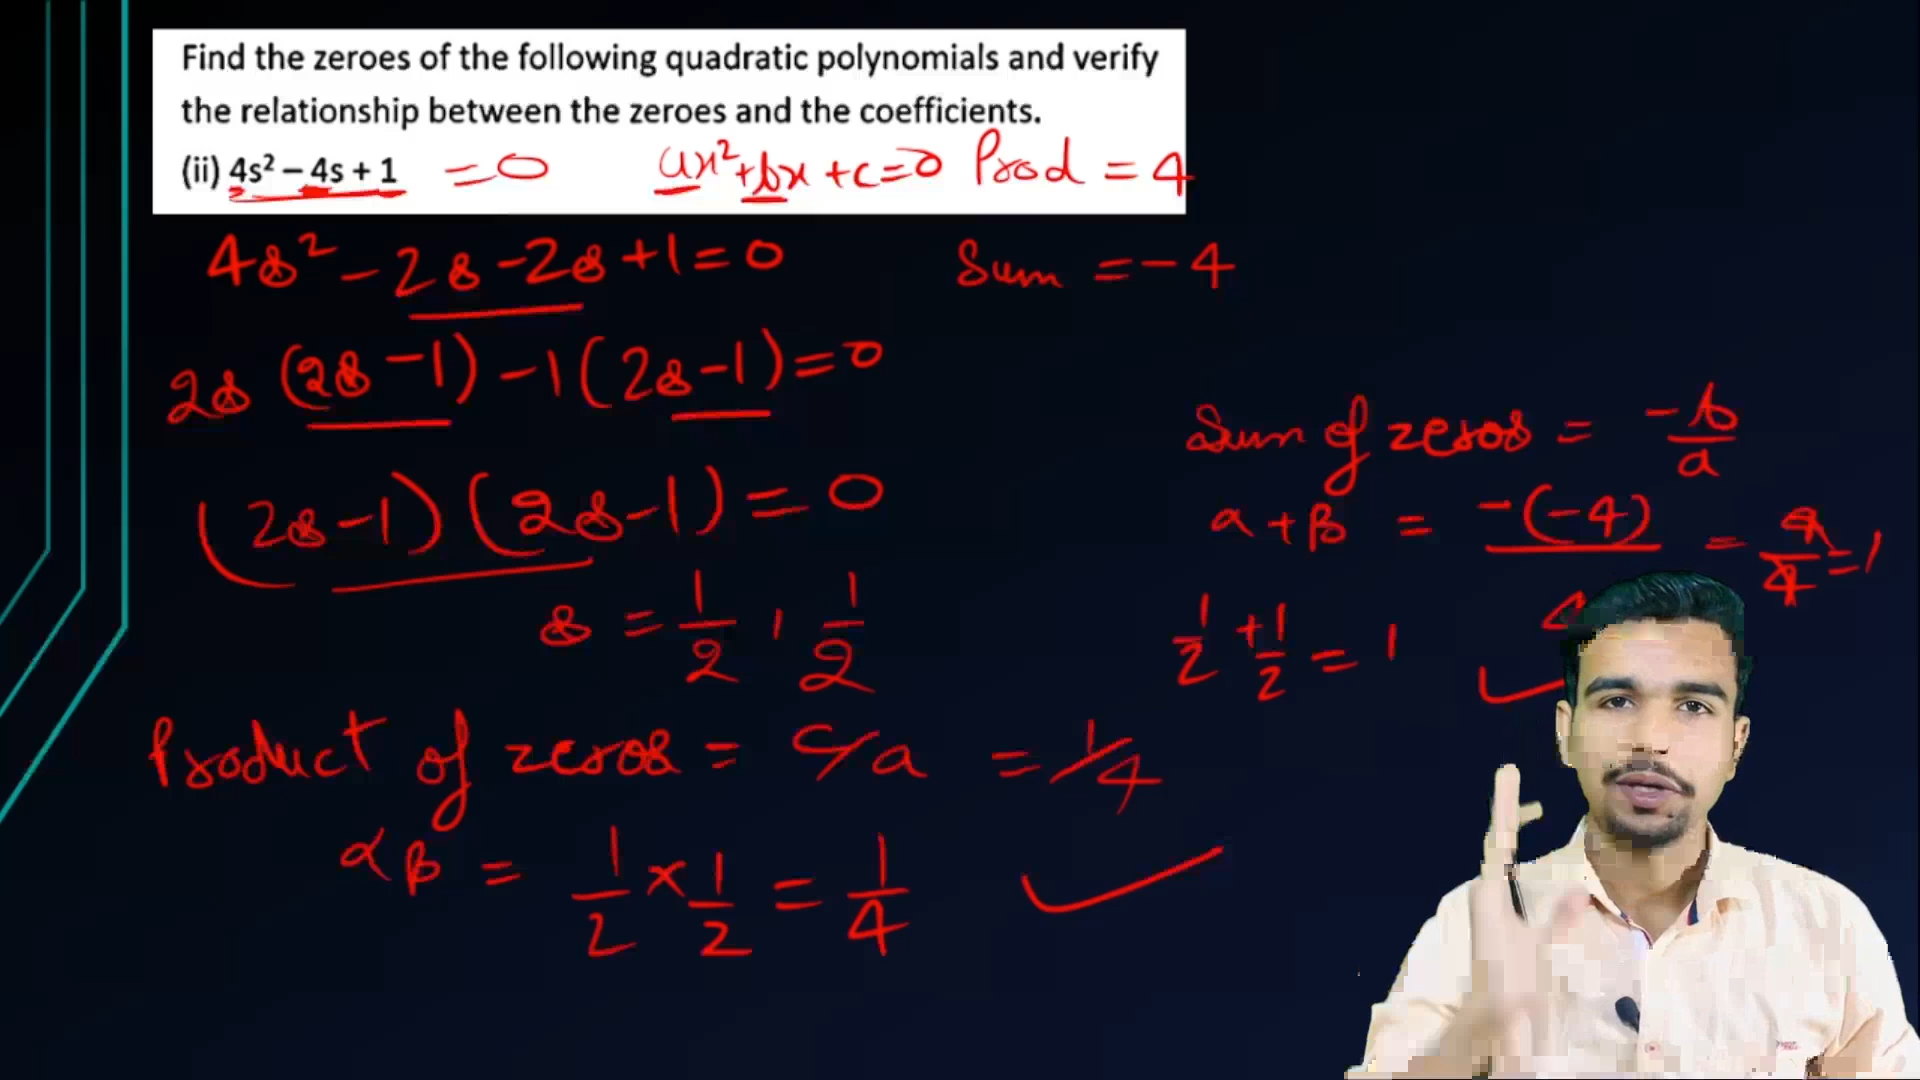 Find the zeroes of the following quadratic polynomials and verify
the relationship between the zeroes and the coefficients.
(ii) 4s² – 4s + 1 = 0 ax² + bx + c = 0 Prod = 4
4s² – 2s – 2s + 1 = 0 Sum = – 4
2s (2s – 1) – 1 (2s – 1) = 0
(2s – 1) (2s – 1) = 0
s = 1/2 , 1/2
Sum of zeros = -b/a
α + β = -(-4)/4 = 4/4 = 1
1/2 + 1/2 = 1
Product of zeros = c/a = 1/4
αβ = 1/2 × 1/2 = 1/4